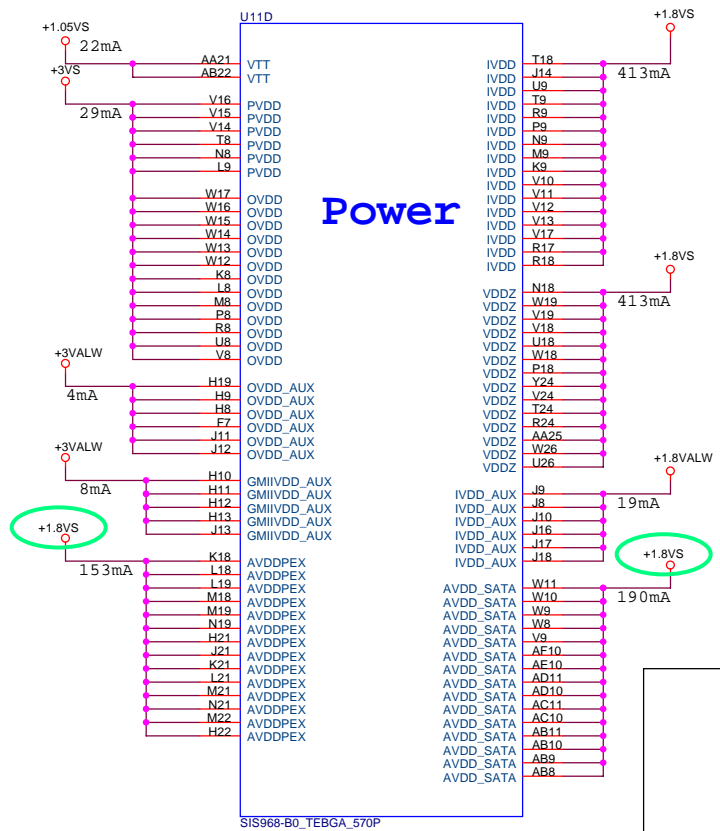 U11D
+1.05VS
22mA
AA21 VTT
AB22 VTT
+3VS
29mA
V16 PVDD
V15 PVDD
V14 PVDD
T8 PVDD
N8 PVDD
L9 PVDD
W17 OVDD
W16 OVDD
W15 OVDD
W14 OVDD
W13 OVDD
W12 OVDD
K8 OVDD
L8 OVDD
M8 OVDD
P8 OVDD
R8 OVDD
U8 OVDD
V8 OVDD
+3VALW
4mA
H19 OVDD_AUX
H9 OVDD_AUX
H8 OVDD_AUX
F7 OVDD_AUX
J11 OVDD_AUX
J12 OVDD_AUX
+3VALW
8mA
H10 GMIIVDD_AUX
H11 GMIIVDD_AUX
H12 GMIIVDD_AUX
H13 GMIIVDD_AUX
J13 GMIIVDD_AUX
+1.8VS
153mA
K18 AVDDPEX
L18 AVDDPEX
L19 AVDDPEX
M18 AVDDPEX
M19 AVDDPEX
N19 AVDDPEX
H21 AVDDPEX
J21 AVDDPEX
K21 AVDDPEX
L21 AVDDPEX
M21 AVDDPEX
N21 AVDDPEX
M22 AVDDPEX
H22 AVDDPEX
Power
+1.8VS
413mA
IVDD T18
IVDD J14
IVDD U9
IVDD T9
IVDD R9
IVDD P9
IVDD N9
IVDD M9
IVDD K9
IVDD V10
IVDD V11
IVDD V12
IVDD V13
IVDD V17
IVDD R17
IVDD R18
+1.8VS
413mA
VDDZ N18
VDDZ W19
VDDZ V19
VDDZ V18
VDDZ U18
VDDZ W18
VDDZ P18
VDDZ Y24
VDDZ V24
VDDZ T24
VDDZ R24
VDDZ AA25
VDDZ W26
VDDZ U26
+1.8VALW
19mA
IVDD_AUX J9
IVDD_AUX J8
IVDD_AUX J10
IVDD_AUX J16
IVDD_AUX J17
IVDD_AUX J18
+1.8VS
190mA
AVDD_SATA W11
AVDD_SATA W10
AVDD_SATA W9
AVDD_SATA W8
AVDD_SATA V9
AVDD_SATA AF10
AVDD_SATA AE10
AVDD_SATA AD11
AVDD_SATA AD10
AVDD_SATA AC11
AVDD_SATA AC10
AVDD_SATA AB11
AVDD_SATA AB10
AVDD_SATA AB9
AVDD_SATA AB8
SIS968-B0_TEBGA_570P